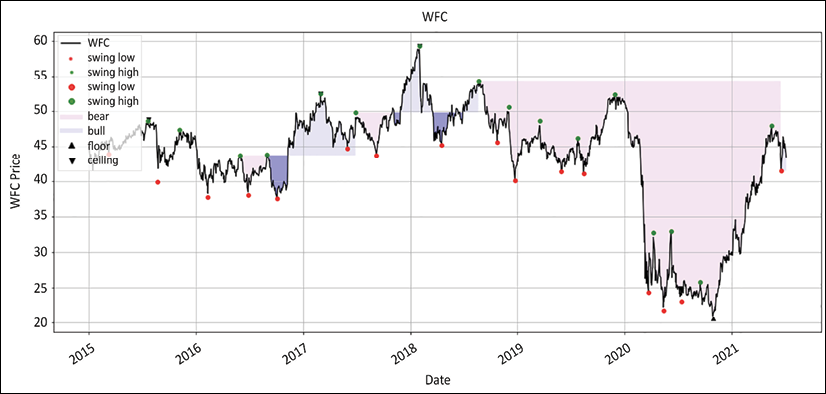 WFC
60
55
50
45
40
35
30
25
20
WFC Price
WFC
swing low
swing high
swing low
swing high
bear
bull
floor
ceiling
2015
2016
2017
2018
2019
2020
2021
Date